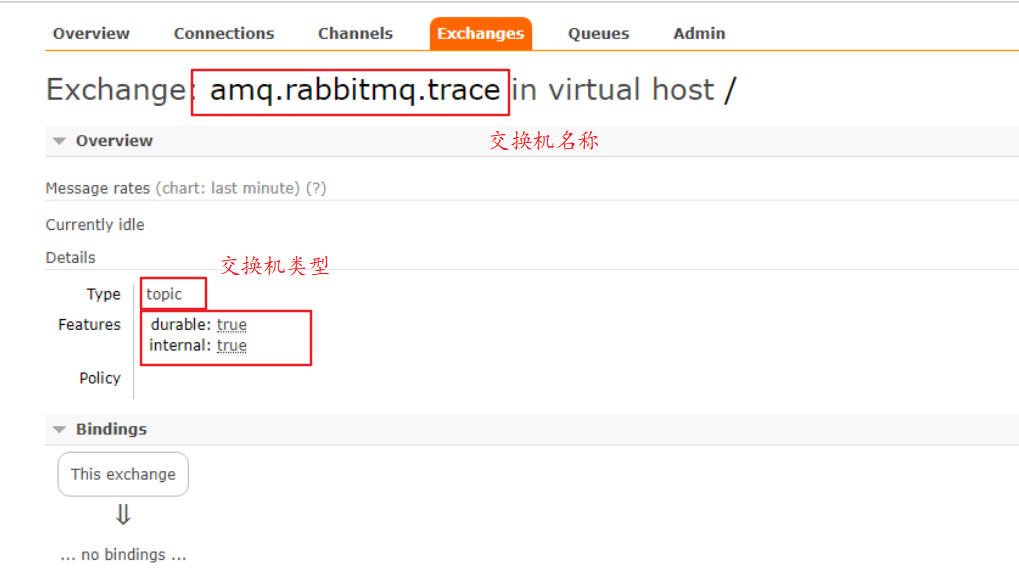 Overview Connections Channels Exchanges Queues Admin
Exchange: amq.rabbitmq.trace in virtual host /
Overview
交换机名称
Message rates (chart: last minute) (?)
Currently idle
Details
交换机类型
Type topic
Features durable: true
internal: true
Policy
Bindings
This exchange
⇓
... no bindings ...